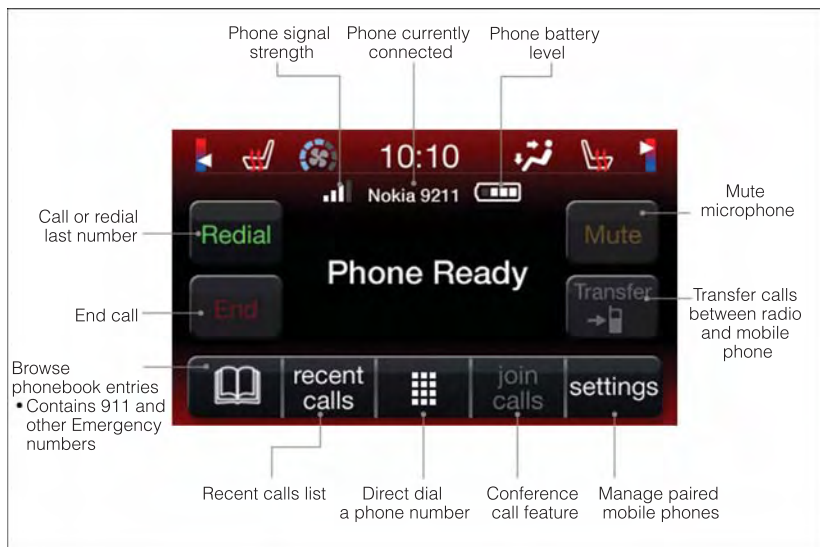 Phone signal
strength
Phone currently
connected
Phone battery
level
10:10
Nokia 9211
Call or redial
last number
Redial
Mute
Mute
microphone
Phone Ready
End call
End
Transfer
Transfer calls
between radio
and mobile
phone
Browse
phonebook entries
• Contains 911 and
other Emergency
numbers
recent
calls
join
calls
settings
Recent calls list
Direct dial
a phone number
Conference
call feature
Manage paired
mobile phones